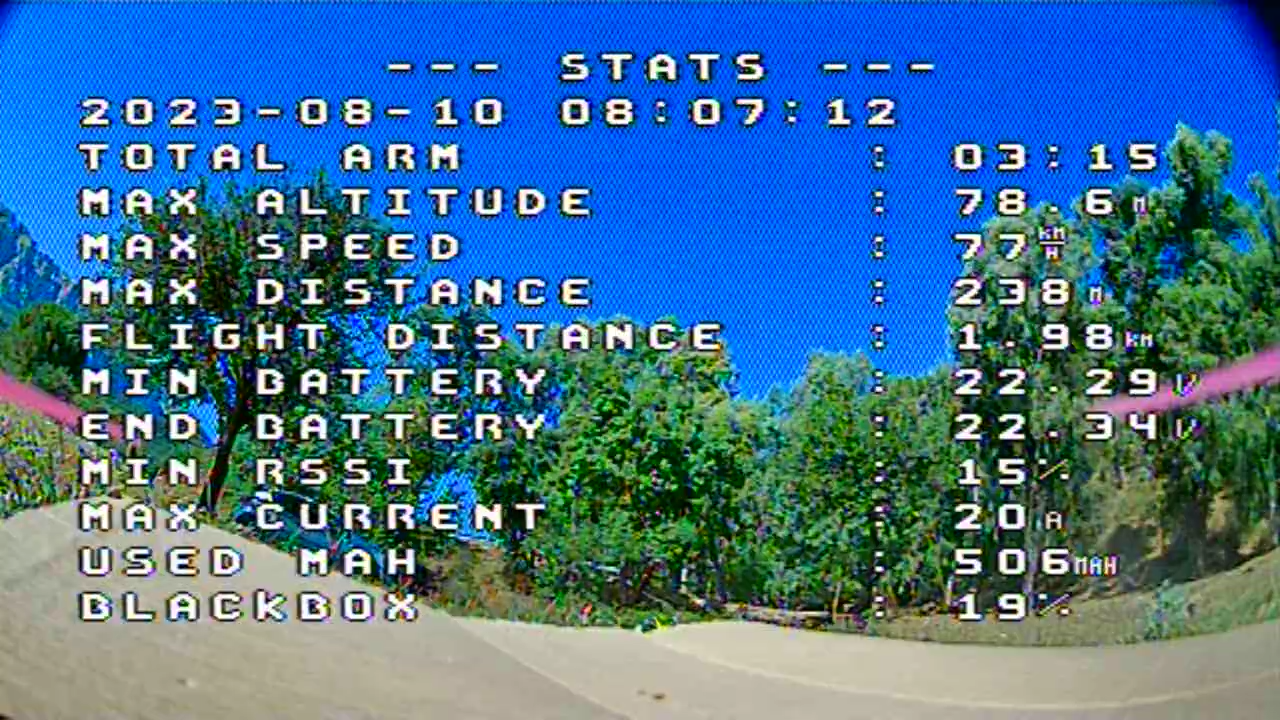 --- STATS ---
2023-08-10 08:07:12
TOTAL ARM : 03:15
MAX ALTITUDE : 78.6M
MAX SPEED : 77KM/H
MAX DISTANCE : 238M
FLIGHT DISTANCE : 1.98KM
MIN BATTERY : 22.29V
END BATTERY : 22.34V
MIN RSSI : 15%
MAX CURRENT : 20A
USED MAH : 506MAH
BLACKBOX : 19%